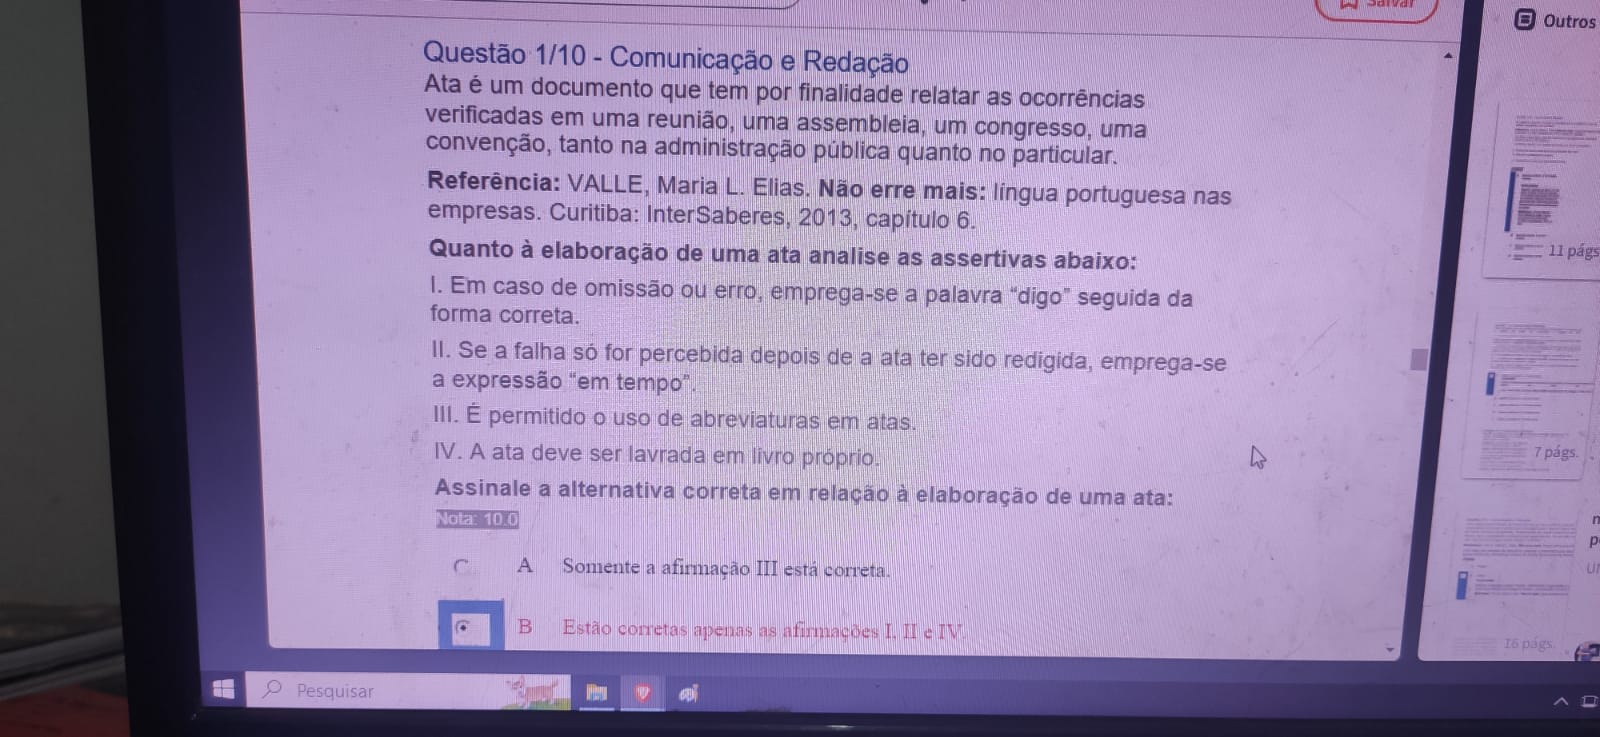 Salvar
Outros
Questão 1/10 - Comunicação e Redação
Ata é um documento que tem por finalidade relatar as ocorrências
verificadas em uma reunião, uma assembleia, um congresso, uma
convenção, tanto na administração pública quanto no particular.
Referência: VALLE, Maria L. Elias. Não erre mais: língua portuguesa nas
empresas. Curitiba: InterSaberes, 2013, capítulo 6.
Quanto à elaboração de uma ata analise as assertivas abaixo:
I. Em caso de omissão ou erro, emprega-se a palavra “digo” seguida da
forma correta.
II. Se a falha só for percebida depois de a ata ter sido redigida, emprega-se
a expressão “em tempo”.
III. É permitido o uso de abreviaturas em atas.
IV. A ata deve ser lavrada em livro próprio.
Assinale a alternativa correta em relação à elaboração de uma ata:
Nota: 10.0
A Somente a afirmação III está correta.
B Estão corretas apenas as afirmações I, II e IV.
11 págs
7 págs.
16 págs.
Pesquisar